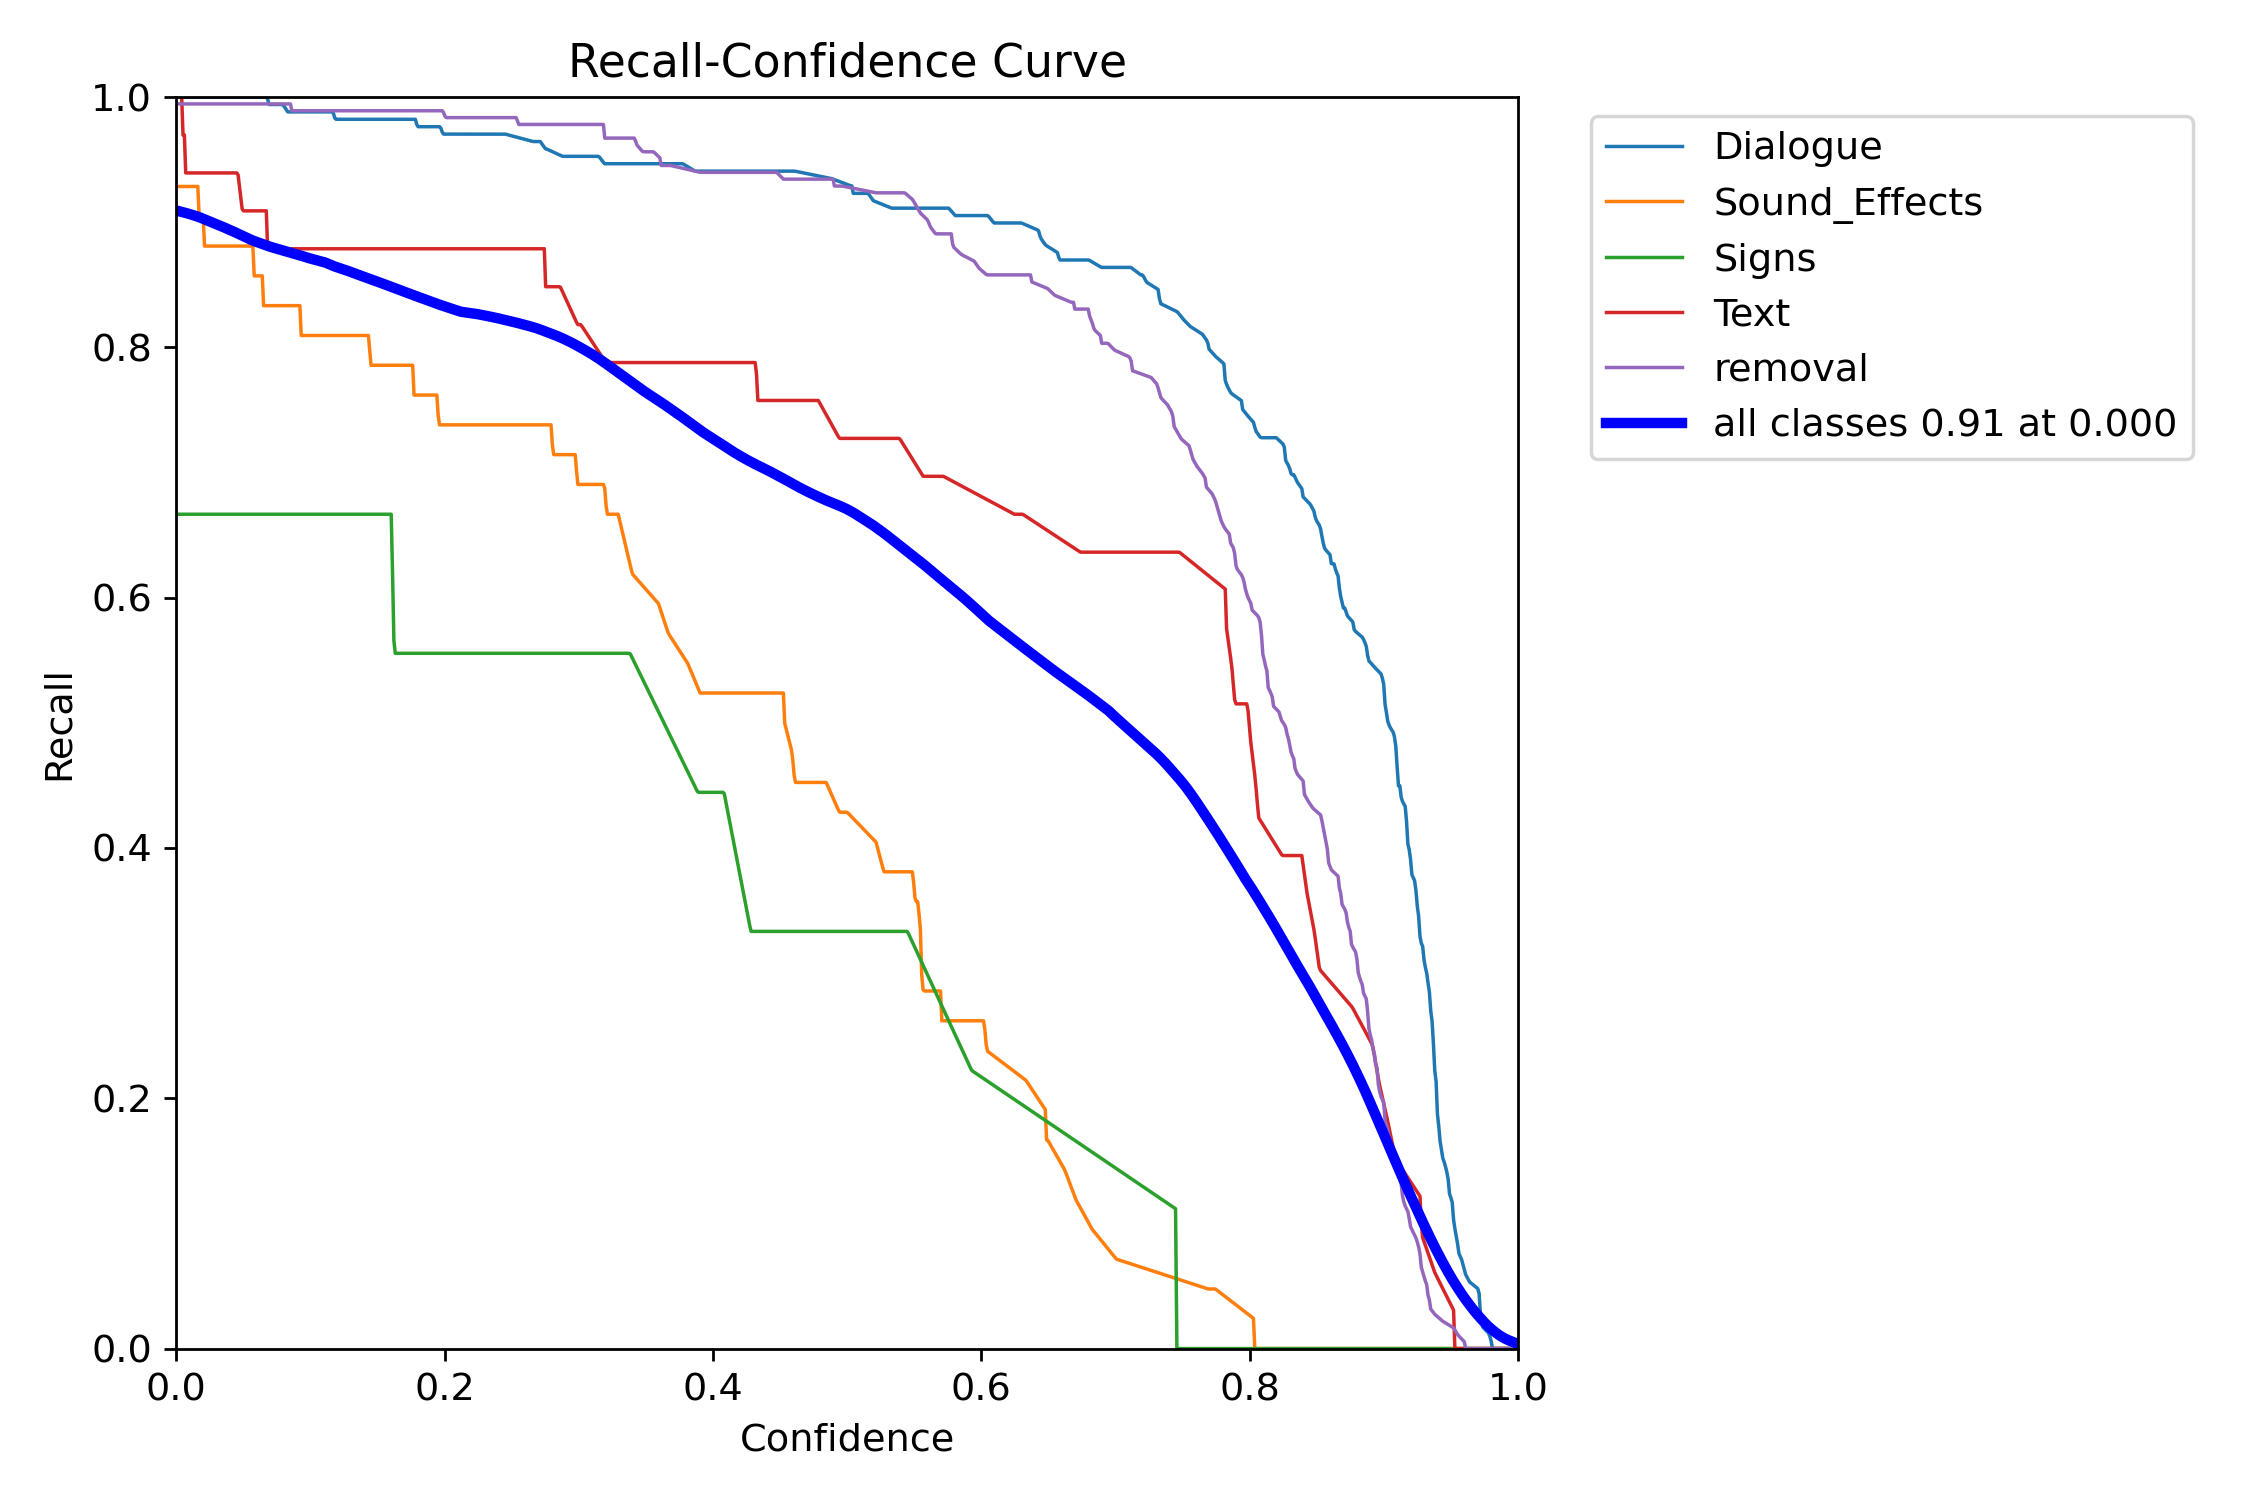 Recall-Confidence Curve
1.0
0.8
0.6
0.4
0.2
0.0
Recall
0.0 0.2 0.4 0.6 0.8 1.0
Confidence
Dialogue
Sound_Effects
Signs
Text
removal
all classes 0.91 at 0.000